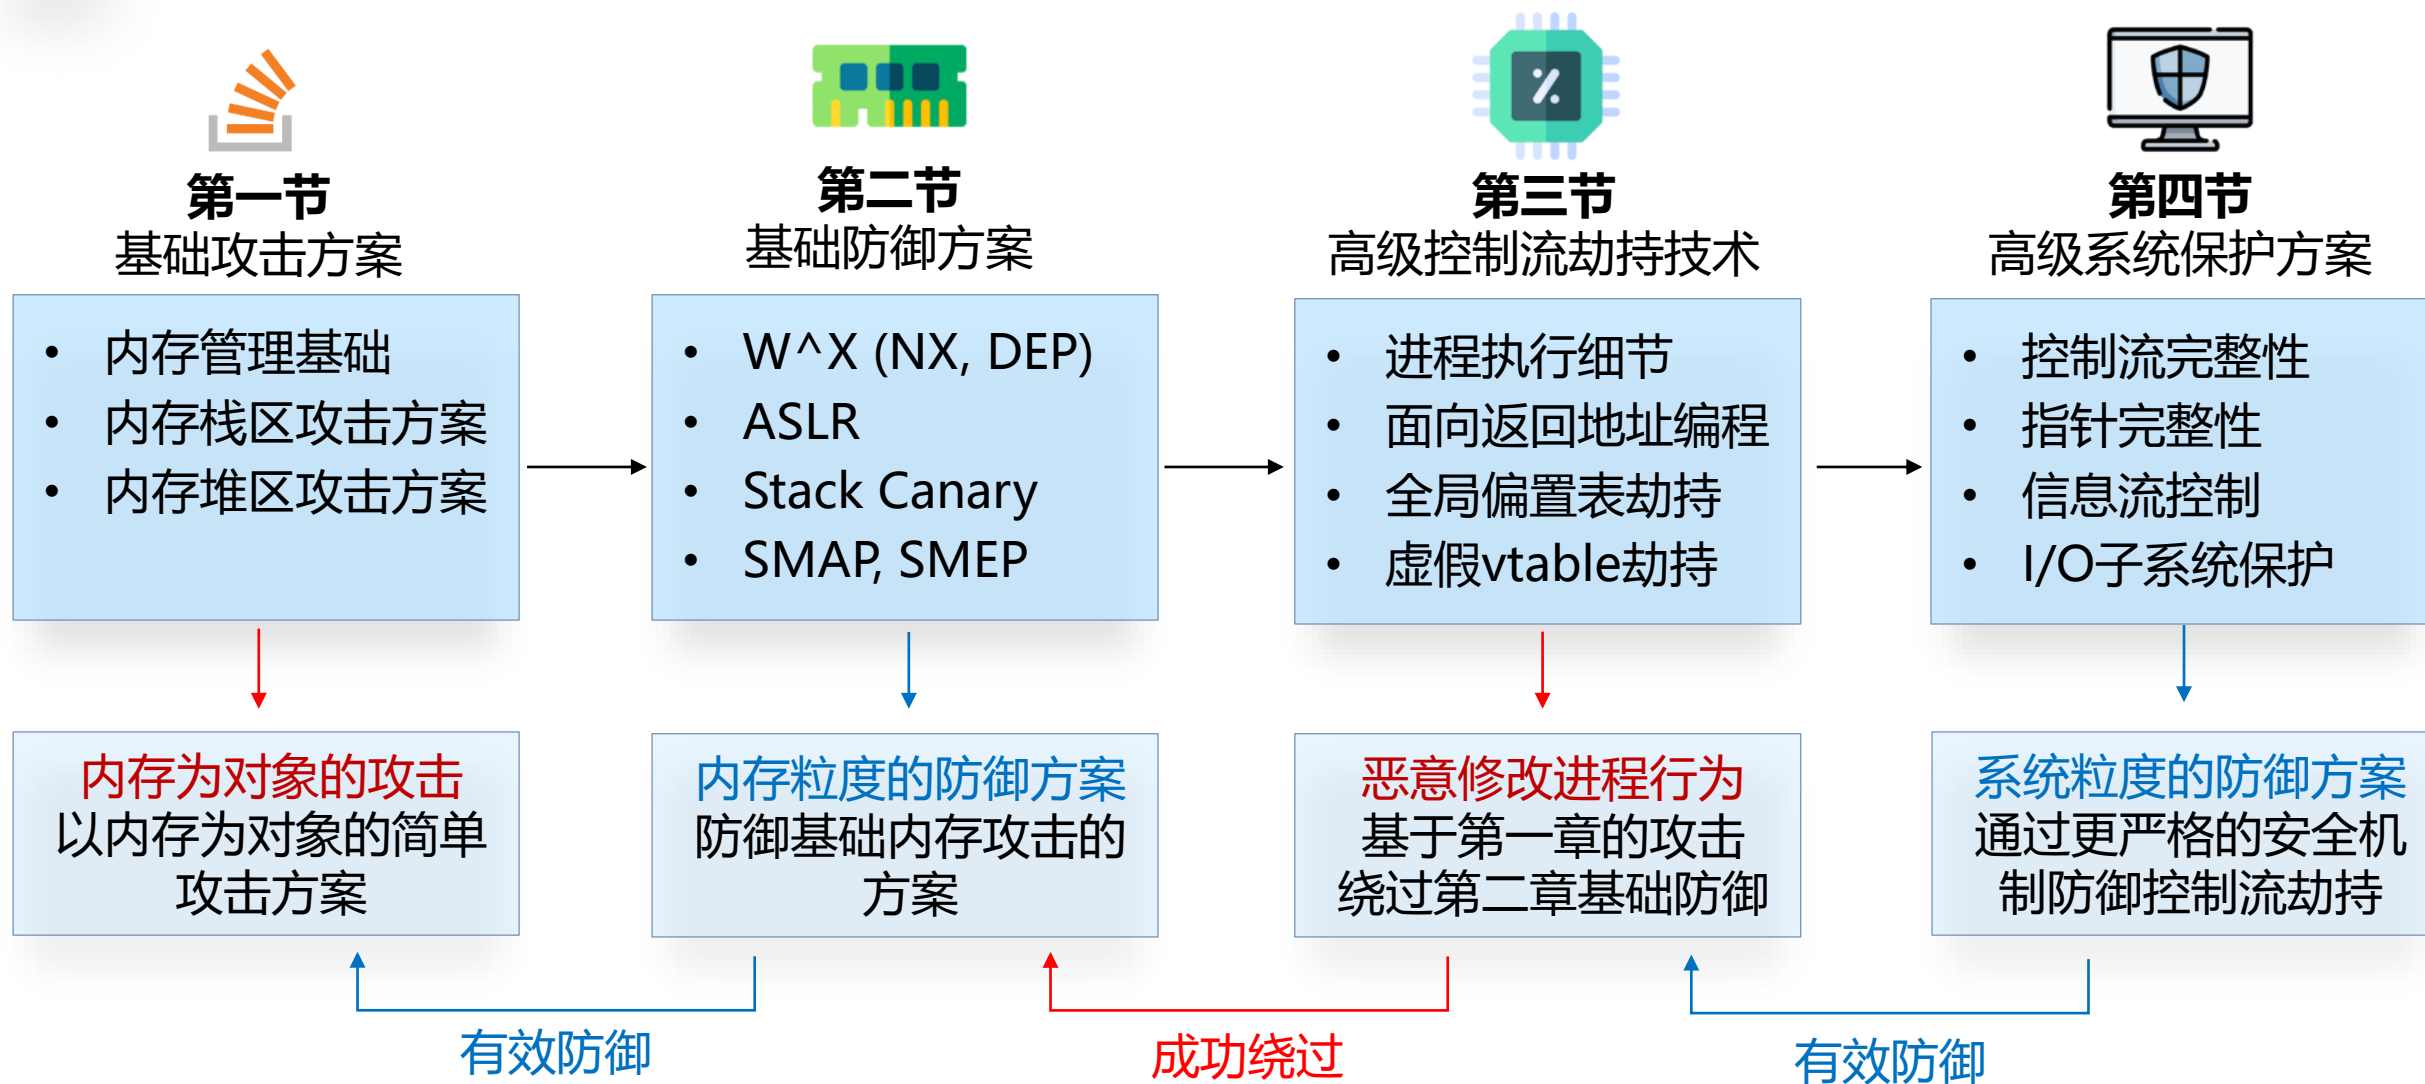 第一节
基础攻击方案
• 内存管理基础
• 内存栈区攻击方案
• 内存堆区攻击方案
内存为对象的攻击
以内存为对象的简单
攻击方案
第二节
基础防御方案
• W^X (NX, DEP)
• ASLR
• Stack Canary
• SMAP, SMEP
内存粒度的防御方案
防御基础内存攻击的
方案
第三节
高级控制流劫持技术
• 进程执行细节
• 面向返回地址编程
• 全局偏置表劫持
• 虚假vtable劫持
恶意修改进程行为
基于第一章的攻击
绕过第二章基础防御
第四节
高级系统保护方案
• 控制流完整性
• 指针完整性
• 信息流控制
• I/O子系统保护
系统粒度的防御方案
通过更严格的安全机
制防御控制流劫持
有效防御
成功绕过
有效防御